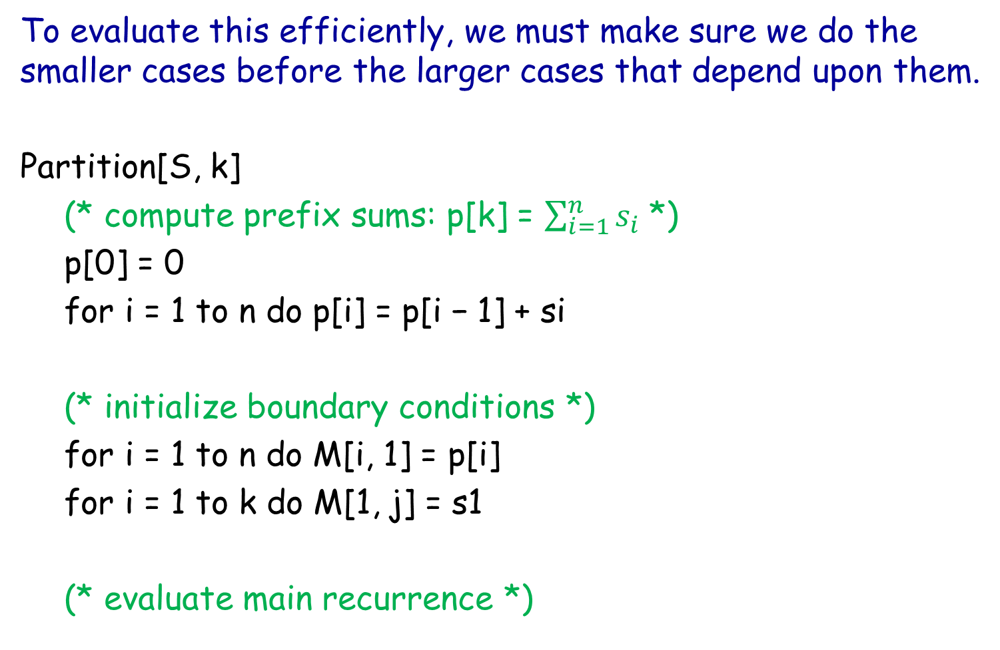 To evaluate this efficiently, we must make sure we do the
smaller cases before the larger cases that depend upon them.
Partition[S, k]
(* compute prefix sums: p[k] = ∑ⁿᵢ₌₁ sᵢ *)
p[0] = 0
for i = 1 to n do p[i] = p[i – 1] + si
(* initialize boundary conditions *)
for i = 1 to n do M[i, 1] = p[i]
for i = 1 to k do M[1, j] = s1
(* evaluate main recurrence *)